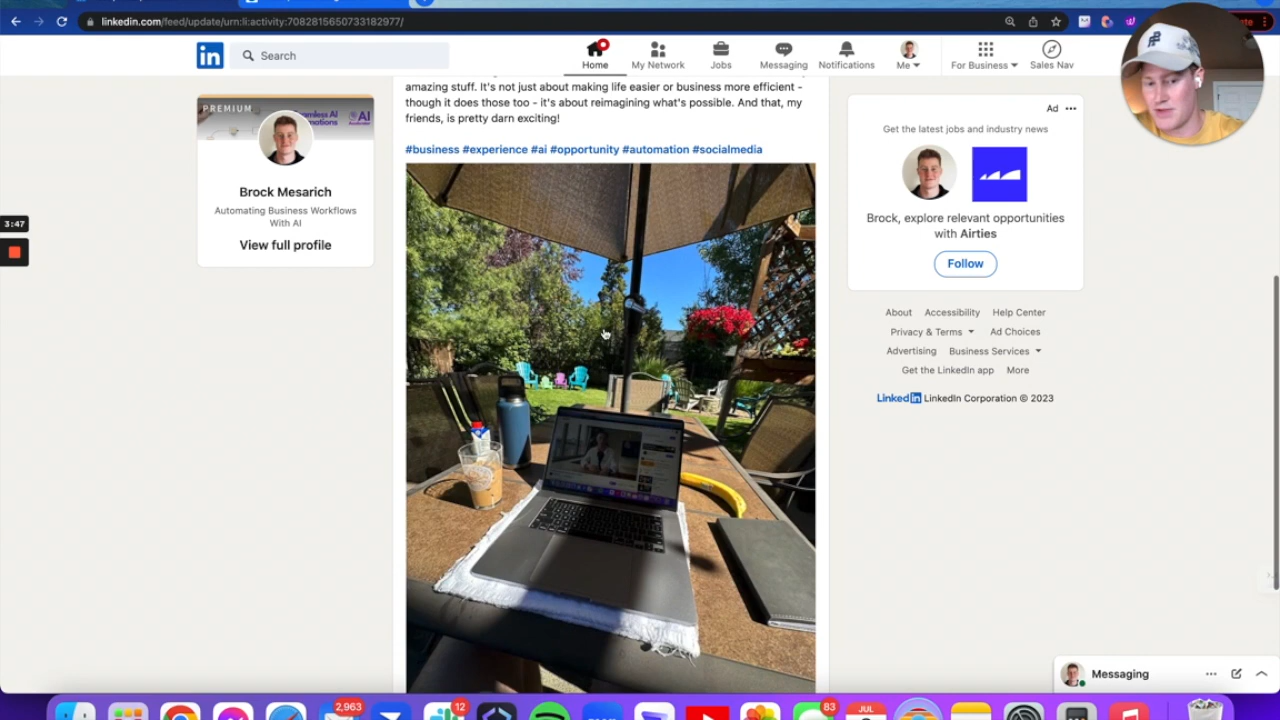 linkedin.com/feed/update/urn:li:activity:7082815650733182977/
Search
Home
My Network
Jobs
Messaging
Notifications
Me
For Business
Sales Nav
3:47
PREMIUM
Brock Mesarich
Automating Business Workflows
With AI
View full profile
amazing stuff. It's not just about making life easier or business more efficient -
though it does those too - it's about reimagining what's possible. And that, my
friends, is pretty darn exciting!
#business #experience #ai #opportunity #automation #socialmedia
Ad
Get the latest jobs and industry news
Brock, explore relevant opportunities
with Airties
Follow
About Accessibility Help Center
Privacy & Terms Ad Choices
Advertising Business Services
Get the LinkedIn app More
LinkedIn LinkedIn Corporation © 2023
Messaging
2,963
12
83
JUL